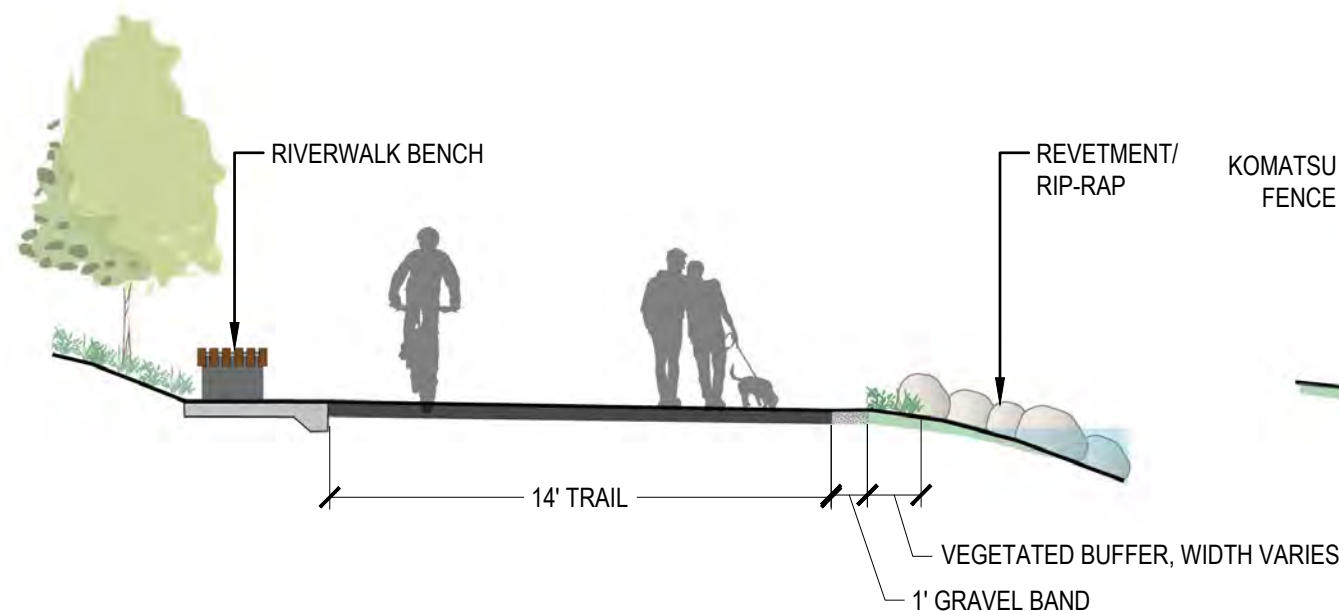 RIVERWALK BENCH
REVETMENT/
RIP-RAP
KOMATSU
FENCE
14' TRAIL
VEGETATED BUFFER, WIDTH VARIES
1' GRAVEL BAND